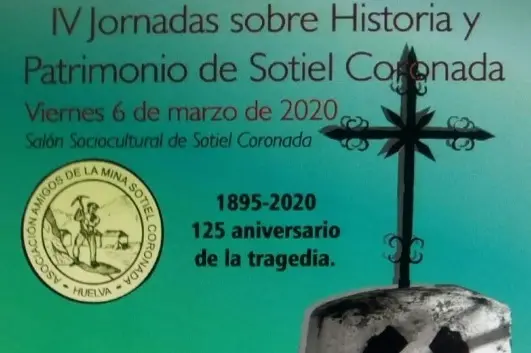 IV Jornadas sobre Historia y
Patrimonio de Sotiel Coronada
Viernes 6 de marzo de 2020
Salón Sociocultural de Sotiel Coronada
ASOCIACIÓN AMIGOS DE LA MINA SOTIEL CORONADA
HUELVA
1895-2020
125 aniversario
de la tragedia.